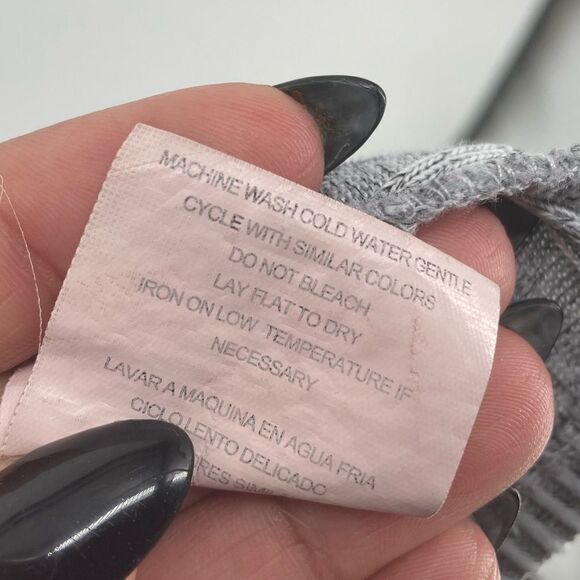 MACHINE WASH COLD WATER GENTLE
CYCLE WITH SIMILAR COLORS
DO NOT BLEACH
LAY FLAT TO DRY
IRON ON LOW TEMPERATURE IF
NECESSARY
LAVAR A MAQUINA EN AGUA FRIA
CICLO LENTO DELICADO